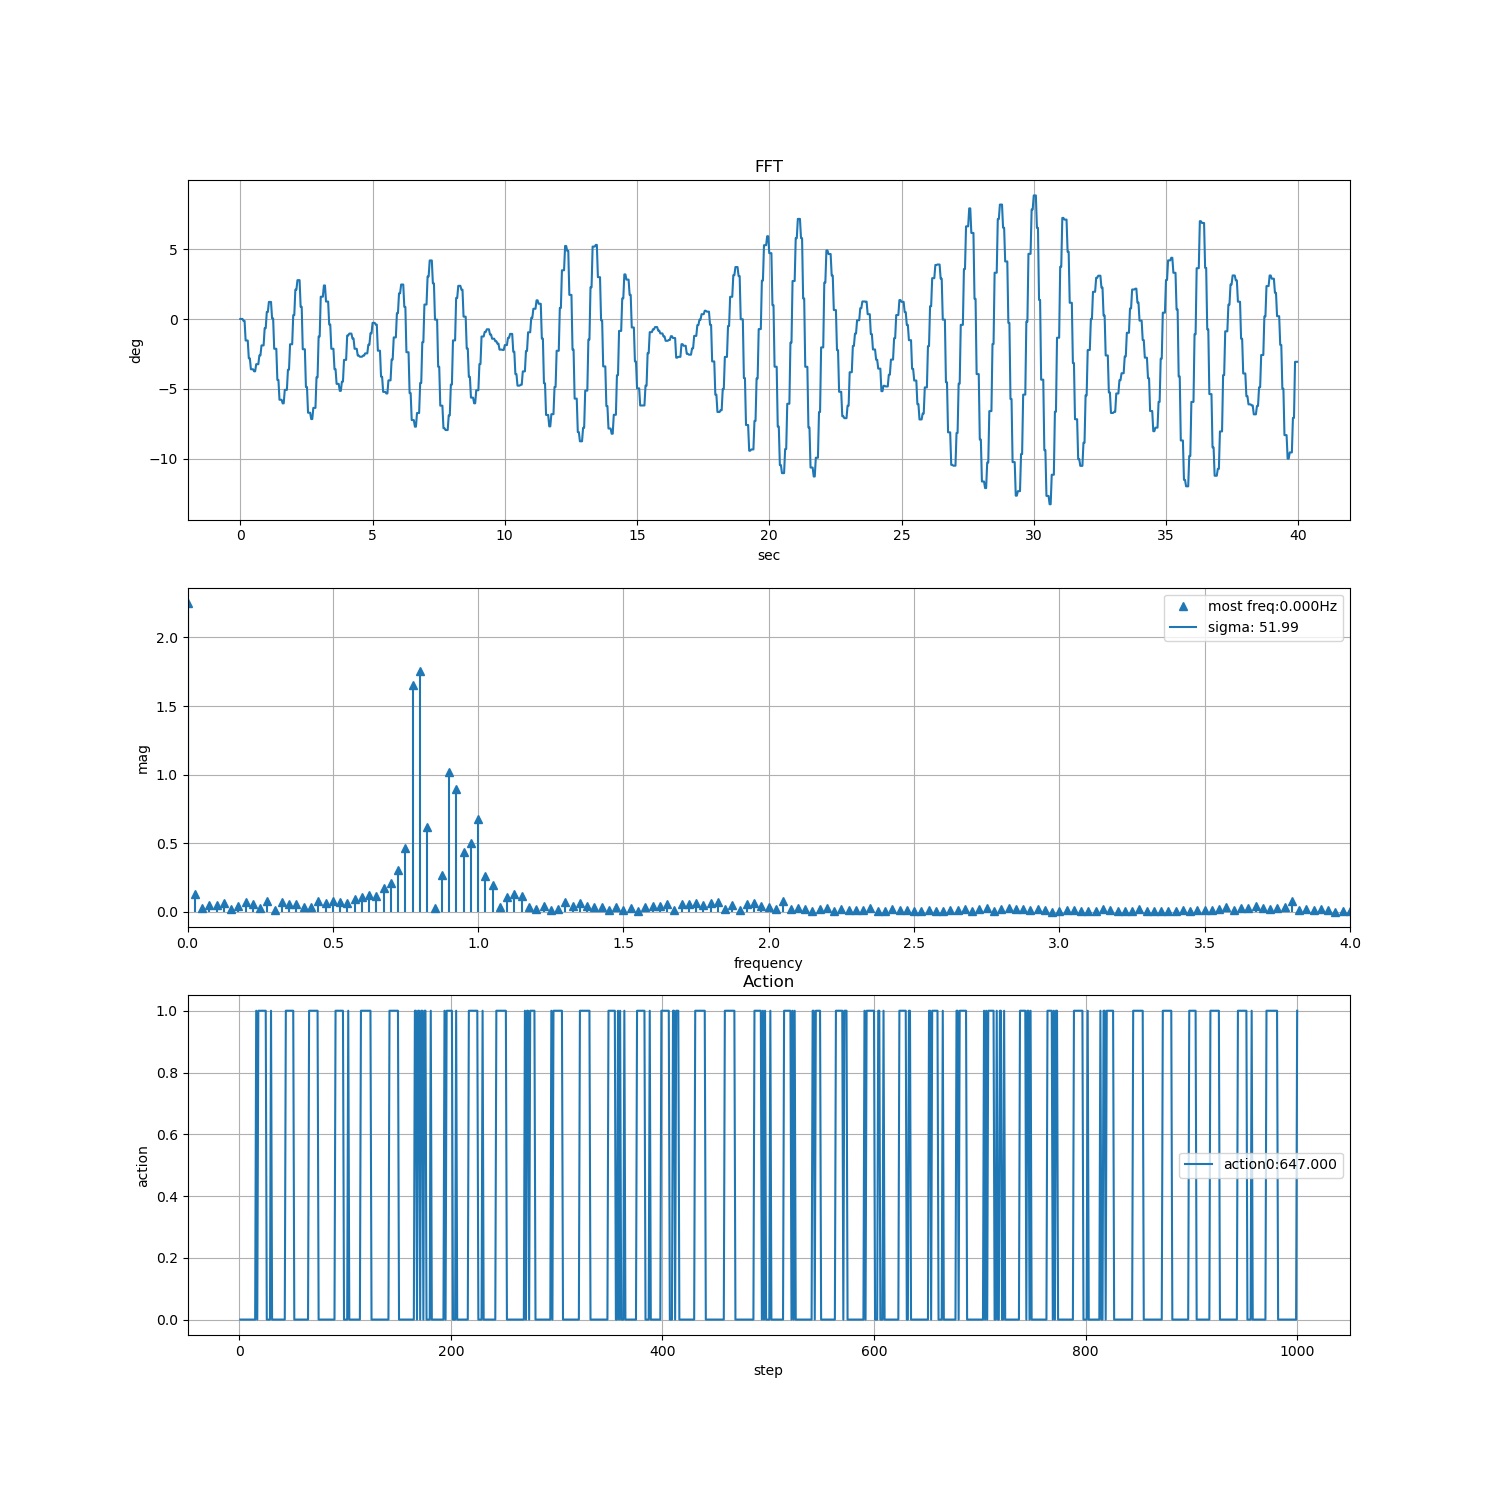 FFT
5
0
−5
−10
deg
0 5 10 15 20 25 30 35 40
sec
most freq:0.000Hz
sigma: 51.99
2.0
1.5
1.0
0.5
0.0
mag
0.0 0.5 1.0 1.5 2.0 2.5 3.0 3.5 4.0
frequency
Action
1.0
0.8
0.6
0.4
0.2
0.0
action
action0:647.000
0 200 400 600 800 1000
step